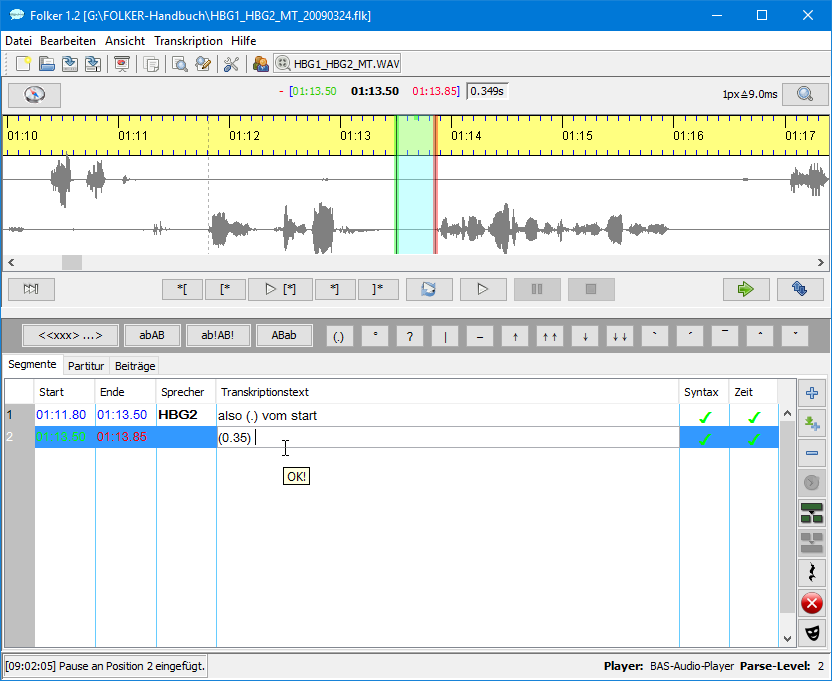 Folker 1.2 [G:\FOLKER-Handbuch\HBG1_HBG2_MT_20090324.flk]
Datei Bearbeiten Ansicht Transkription Hilfe
HBG1_HBG2_MT.WAV
- [01:13.50 01:13.50 01:13.85] 0.349s 1px≙9.0ms
01:10 01:11 01:12 01:13 01:14 01:15 01:16 01:17
*[ [* [*] *] ]*
<<xxx> ...> abAB ab!AB! ABab (.) ° ? | – ↑ ↑↑ ↓ ↓↓ ` ´ ¯ ˆ ˇ
Segmente Partitur Beiträge
Start Ende Sprecher Transkriptionstext Syntax Zeit
1 01:11.80 01:13.50 HBG2 also (.) vom start
2 01:13.50 01:13.85 (0.35)
OK!
[09:02:05] Pause an Position 2 eingefügt. Player: BAS-Audio-Player Parse-Level: 2